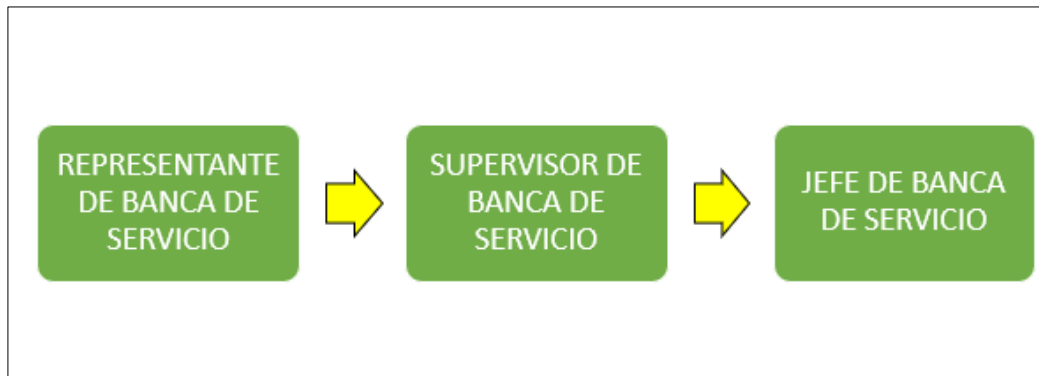 REPRESENTANTE
DE BANCA DE
SERVICIO
SUPERVISOR DE
BANCA DE
SERVICIO
JEFE DE BANCA
DE SERVICIO